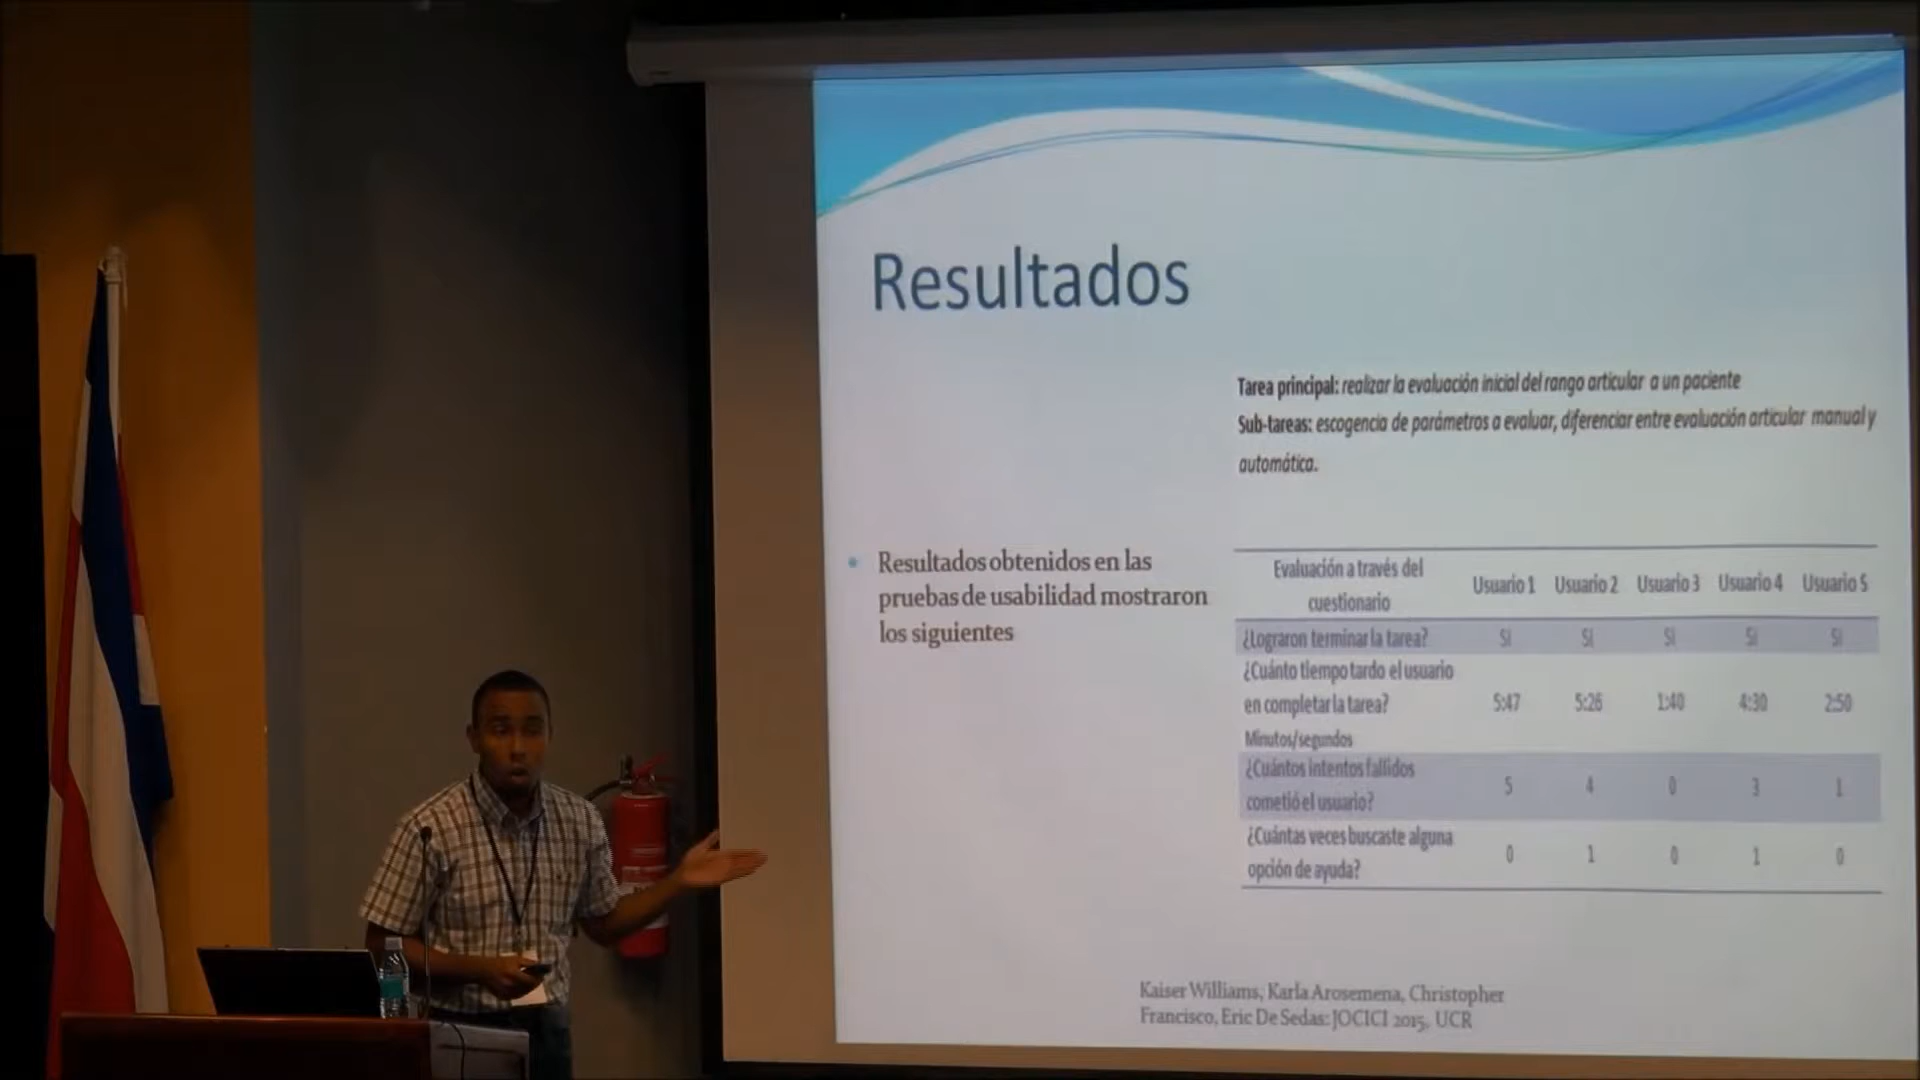 Resultados
Tarea principal: realizar la evaluación inicial del rango articular a un paciente
Sub-tareas: escogencia de parámetros a evaluar, diferenciar entre evaluación articular manual y
automática.
Resultados obtenidos en las
pruebas de usabilidad mostraron
los siguientes
Evaluación a través del
cuestionario
Usuario 1 Usuario 2 Usuario 3 Usuario 4 Usuario 5
¿Lograron terminar la tarea? Si Si Si Si Si
¿Cuánto tiempo tardo el usuario
en completar la tarea? 5:47 5:26 1:40 4:30 2:50
Minutos/segundos
¿Cuántos intentos fallidos
cometió el usuario? 5 4 0 3 1
¿Cuántas veces buscaste alguna
opción de ayuda? 0 1 0 1 0
Kaiser Williams, Karla Arosemena, Christopher
Francisco, Eric De Sedas: JOCICI 2015, UCR